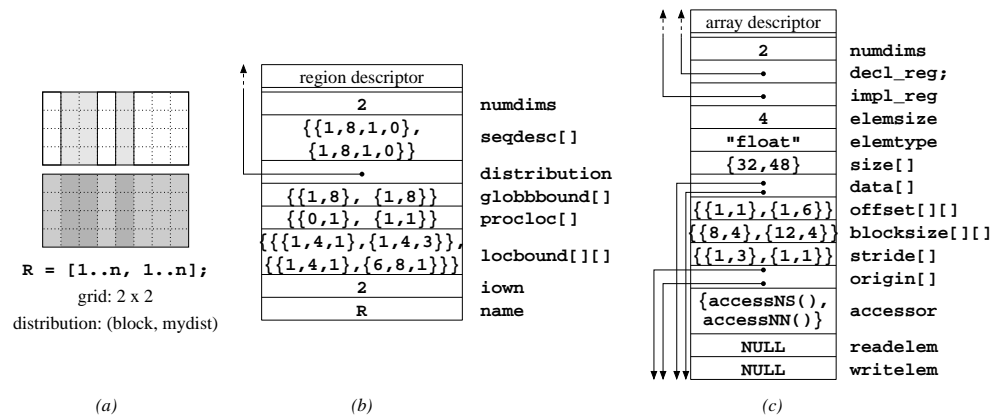 R = [1..n, 1..n];
grid: 2 x 2
distribution: (block, mydist)
(a)
region descriptor
2 numdims
{{1,8,1,0},
{1,8,1,0}} seqdesc[]
distribution
{{1,8}, {1,8}} globbbound[]
{{0,1}, {1,1}} procloc[]
{{{1,4,1},{1,4,3}},
{{1,4,1},{6,8,1}}} locbound[][]
2 iown
R name
(b)
array descriptor
2 numdims
decl_reg;
impl_reg
4 elemsize
"float" elemtype
{32,48} size[]
data[]
{{1,1},{1,6}} offset[][]
{{8,4},{12,4}} blocksize[][]
{{1,3},{1,1}} stride[]
origin[]
{accessNS(),
accessNN()} accessor
NULL readelem
NULL writelem
(c)